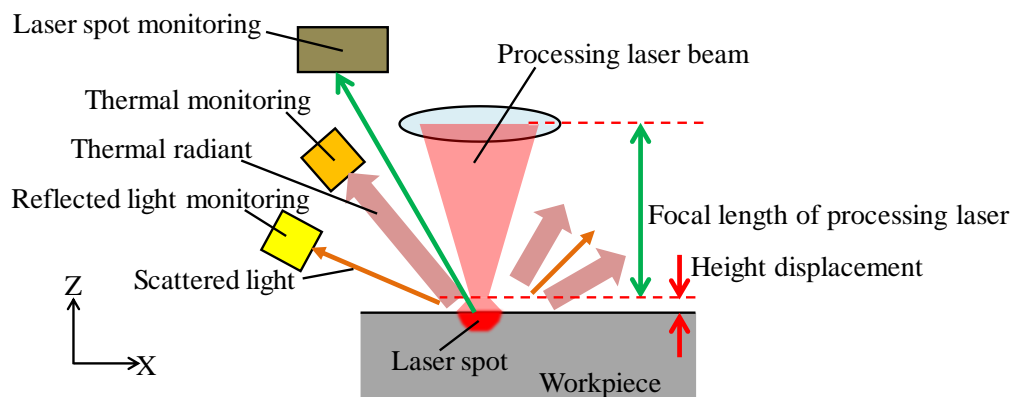 Laser spot monitoring
Processing laser beam
Thermal monitoring
Thermal radiant
Reflected light monitoring
Focal length of processing laser
Scattered light
Height displacement
Z
X
Laser spot
Workpiece